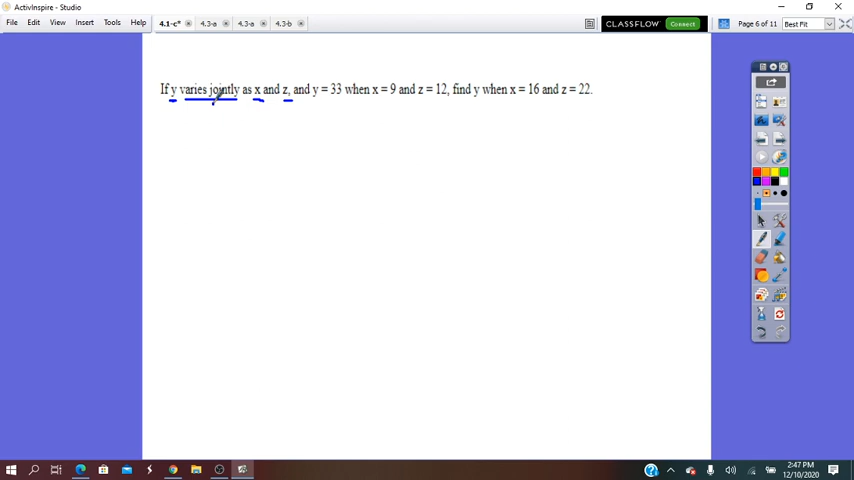 ActivInspire - Studio
File Edit View Insert Tools Help 4.1-c* 4.3-a 4.3-a 4.3-b CLASSFLOW Connect Page 6 of 11 Best Fit
If y varies jointly as x and z, and y = 33 when x = 9 and z = 12, find y when x = 16 and z = 22.
2:47 PM
12/10/2020